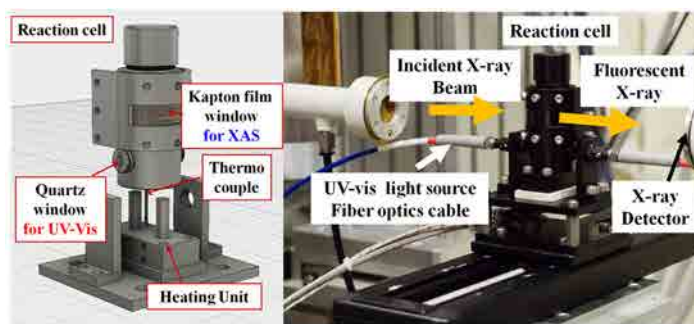 Reaction cell
Kapton film
window
for XAS
Thermo
couple
Quartz
window
for UV-Vis
Heating Unit
Reaction cell
Incident X-ray
Beam
Fluorescent
X-ray
UV-vis light source
Fiber optics cable
X-ray
Detector